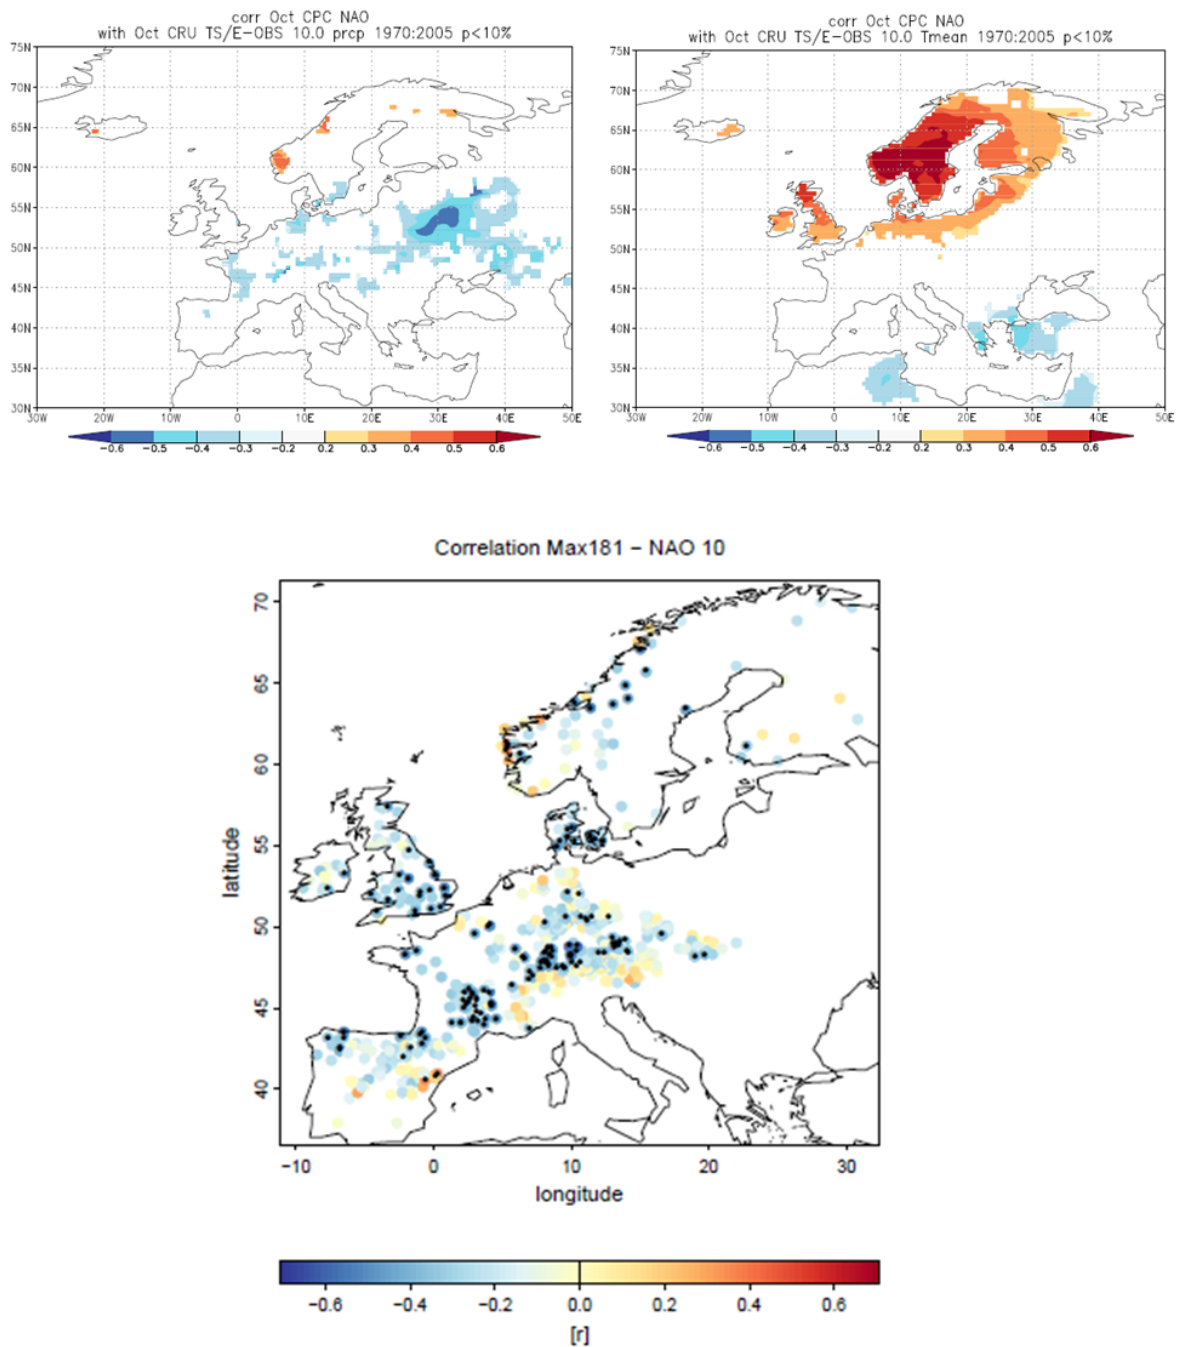 corr Oct CPC NAO
with Oct CRU TS/E-OBS 10.0 prcp 1970:2005 p<10%
75N
70N
65N
60N
55N
50N
45N
40N
35N
30N
30W 20W 10W 0 10E 20E 30E 40E 50E
−0.6 −0.5 −0.4 −0.3 −0.2 0.2 0.3 0.4 0.5 0.6
corr Oct CPC NAO
with Oct CRU TS/E-OBS 10.0 Tmean 1970:2005 p<10%
75N
70N
65N
60N
55N
50N
45N
40N
35N
30N
30W 20W 10W 0 10E 20E 30E 40E 50E
−0.6 −0.5 −0.4 −0.3 −0.2 0.2 0.3 0.4 0.5 0.6
Correlation Max181 − NAO 10
latitude
70
65
60
55
50
45
40
−10 0 10 20 30
longitude
−0.6 −0.4 −0.2 0.0 0.2 0.4 0.6
[r]